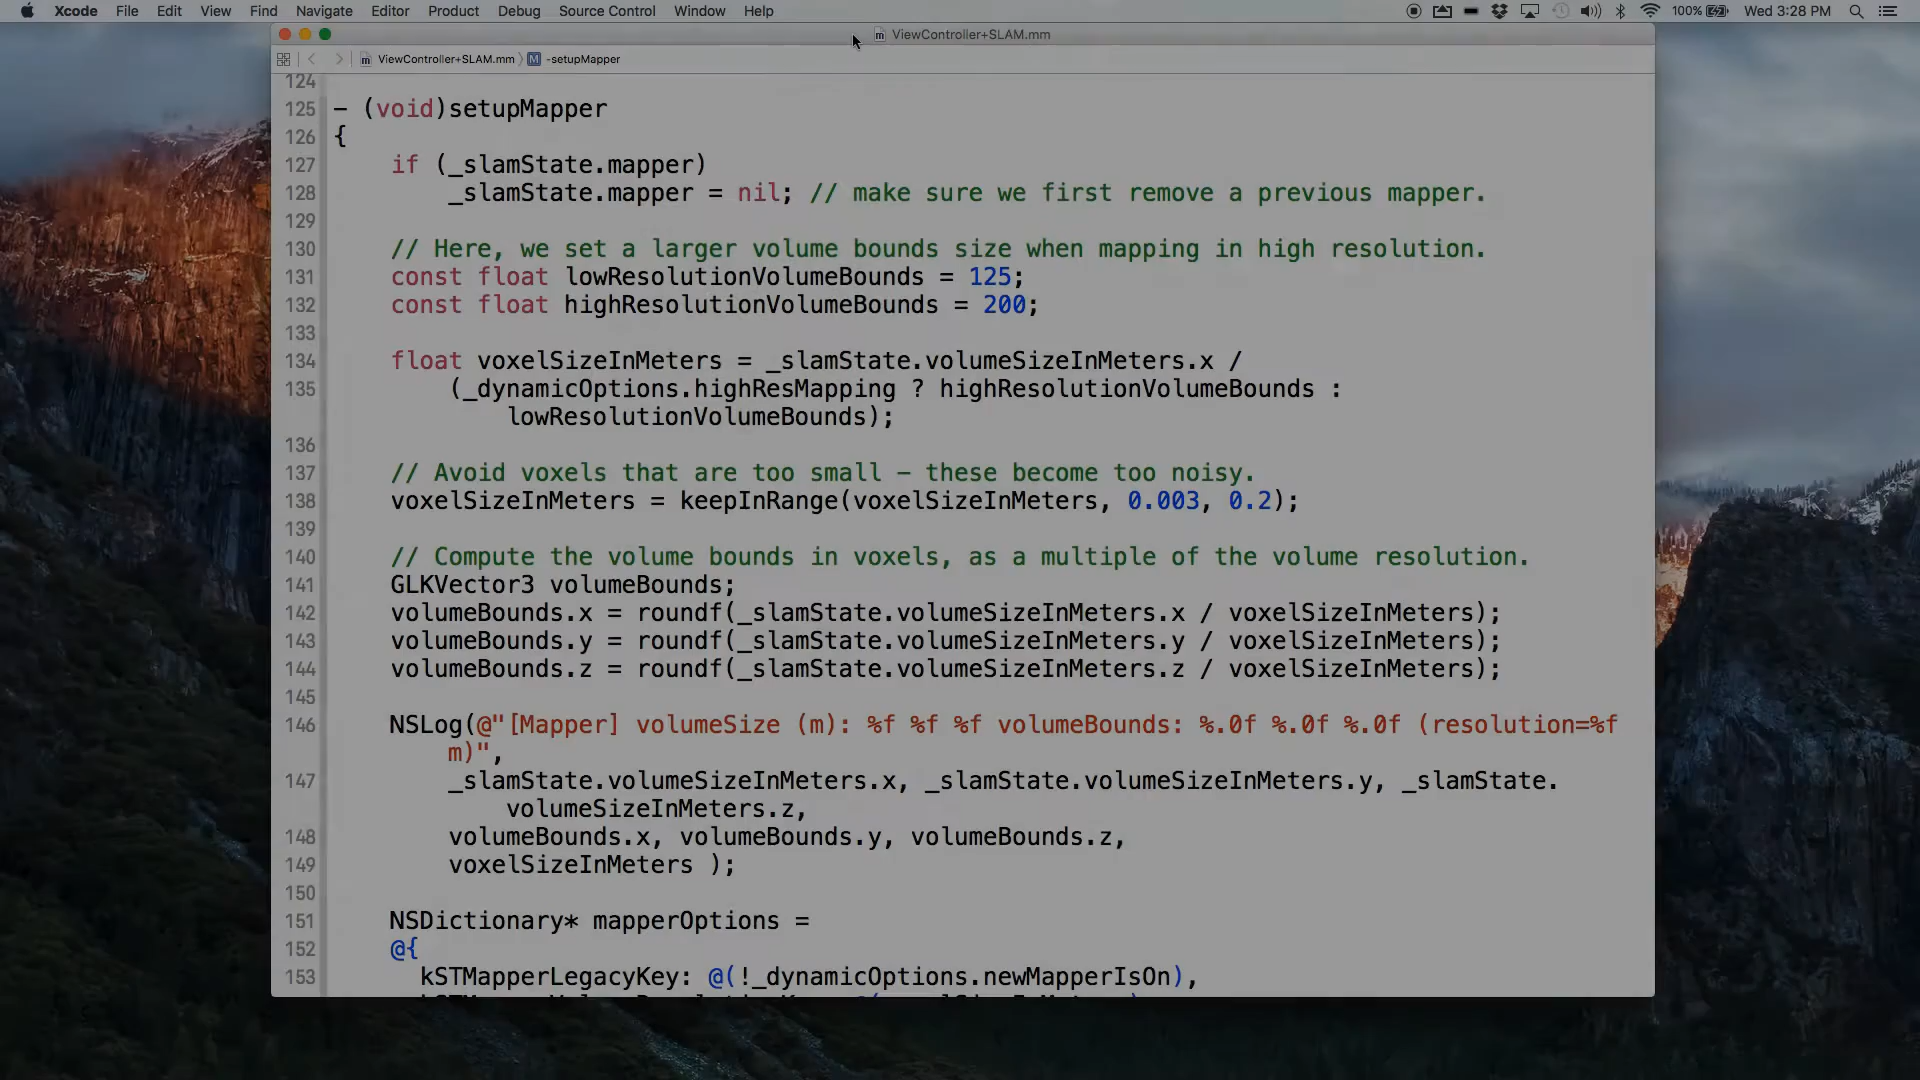 Xcode File Edit View Find Navigate Editor Product Debug Source Control Window Help 100% Wed 3:28 PM
ViewController+SLAM.mm
ViewController+SLAM.mm M -setupMapper
124
125 - (void)setupMapper
126 {
127 if (_slamState.mapper)
128 _slamState.mapper = nil; // make sure we first remove a previous mapper.
129
130 // Here, we set a larger volume bounds size when mapping in high resolution.
131 const float lowResolutionVolumeBounds = 125;
132 const float highResolutionVolumeBounds = 200;
133
134 float voxelSizeInMeters = _slamState.volumeSizeInMeters.x /
135 (_dynamicOptions.highResMapping ? highResolutionVolumeBounds :
lowResolutionVolumeBounds);
136
137 // Avoid voxels that are too small – these become too noisy.
138 voxelSizeInMeters = keepInRange(voxelSizeInMeters, 0.003, 0.2);
139
140 // Compute the volume bounds in voxels, as a multiple of the volume resolution.
141 GLKVector3 volumeBounds;
142 volumeBounds.x = roundf(_slamState.volumeSizeInMeters.x / voxelSizeInMeters);
143 volumeBounds.y = roundf(_slamState.volumeSizeInMeters.y / voxelSizeInMeters);
144 volumeBounds.z = roundf(_slamState.volumeSizeInMeters.z / voxelSizeInMeters);
145
146 NSLog(@"[Mapper] volumeSize (m): %f %f %f volumeBounds: %.0f %.0f %.0f (resolution=%f
m)",
147 _slamState.volumeSizeInMeters.x, _slamState.volumeSizeInMeters.y, _slamState.
volumeSizeInMeters.z,
148 volumeBounds.x, volumeBounds.y, volumeBounds.z,
149 voxelSizeInMeters );
150
151 NSDictionary* mapperOptions =
152 @{
153 kSTMapperLegacyKey: @(!_dynamicOptions.newMapperIsOn),